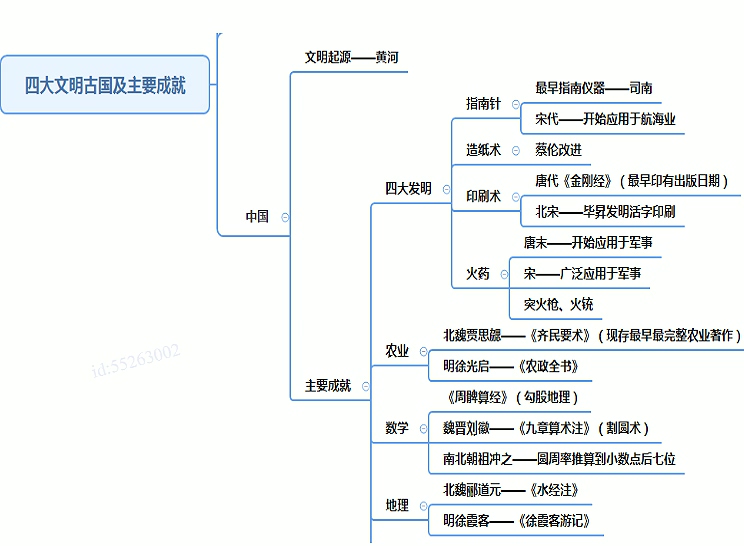 四大文明古国及主要成就
中国
文明起源——黄河
主要成就
四大发明
指南针
最早指南仪器——司南
宋代——开始应用于航海业
造纸术
蔡伦改进
印刷术
唐代《金刚经》（最早印有出版日期）
北宋——毕昇发明活字印刷
火药
唐末——开始应用于军事
宋——广泛应用于军事
突火枪、火铳
农业
北魏贾思勰——《齐民要术》（现存最早最完整农业著作）
明徐光启——《农政全书》
数学
《周髀算经》（勾股地理）
魏晋刘徽——《九章算术注》（割圆术）
南北朝祖冲之——圆周率推算到小数点后七位
地理
北魏郦道元——《水经注》
明徐霞客——《徐霞客游记》
id:55263002